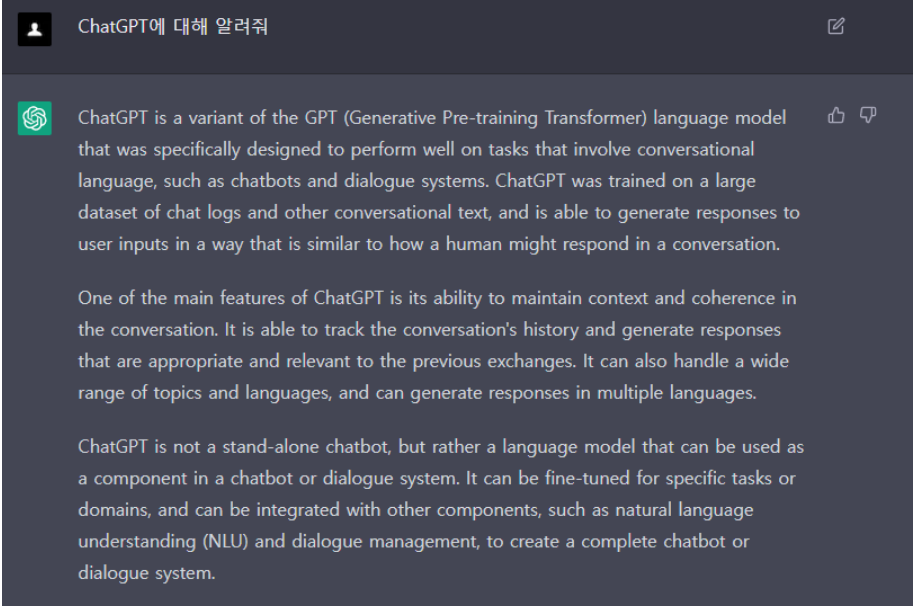 ChatGPT에 대해 알려줘
ChatGPT is a variant of the GPT (Generative Pre-training Transformer) language model
that was specifically designed to perform well on tasks that involve conversational
language, such as chatbots and dialogue systems. ChatGPT was trained on a large
dataset of chat logs and other conversational text, and is able to generate responses to
user inputs in a way that is similar to how a human might respond in a conversation.
One of the main features of ChatGPT is its ability to maintain context and coherence in
the conversation. It is able to track the conversation's history and generate responses
that are appropriate and relevant to the previous exchanges. It can also handle a wide
range of topics and languages, and can generate responses in multiple languages.
ChatGPT is not a stand-alone chatbot, but rather a language model that can be used as
a component in a chatbot or dialogue system. It can be fine-tuned for specific tasks or
domains, and can be integrated with other components, such as natural language
understanding (NLU) and dialogue management, to create a complete chatbot or
dialogue system.